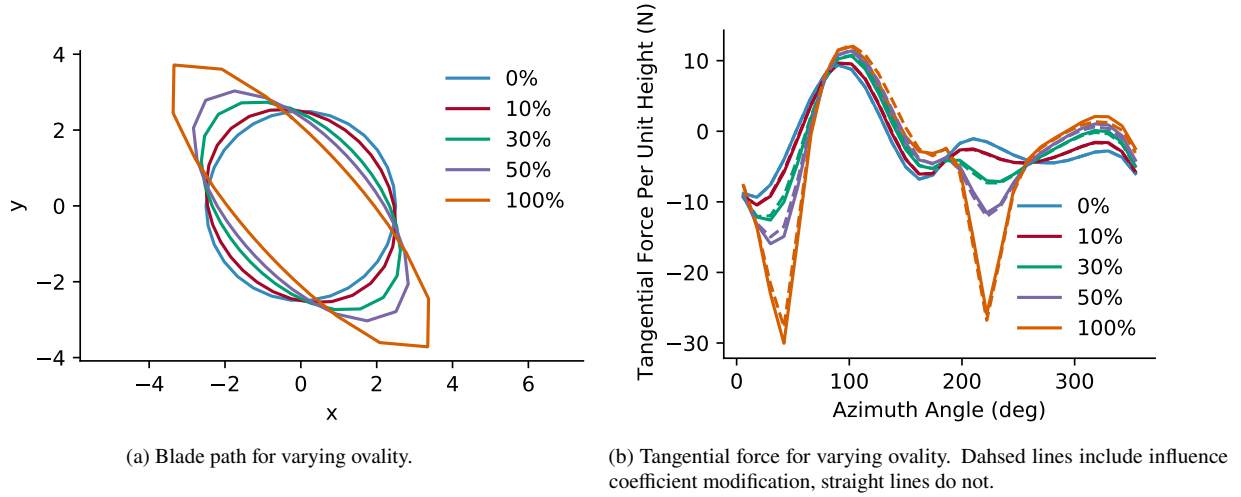 4
2
0
−2
−4
y
−4 −2 0 2 4 6
x
0%
10%
30%
50%
100%
(a) Blade path for varying ovality.
Tangential Force Per Unit Height (N)
10
0
−10
−20
−30
0 100 200 300
Azimuth Angle (deg)
0%
10%
30%
50%
100%
(b) Tangential force for varying ovality. Dahsed lines include influence
coefficient modification, straight lines do not.